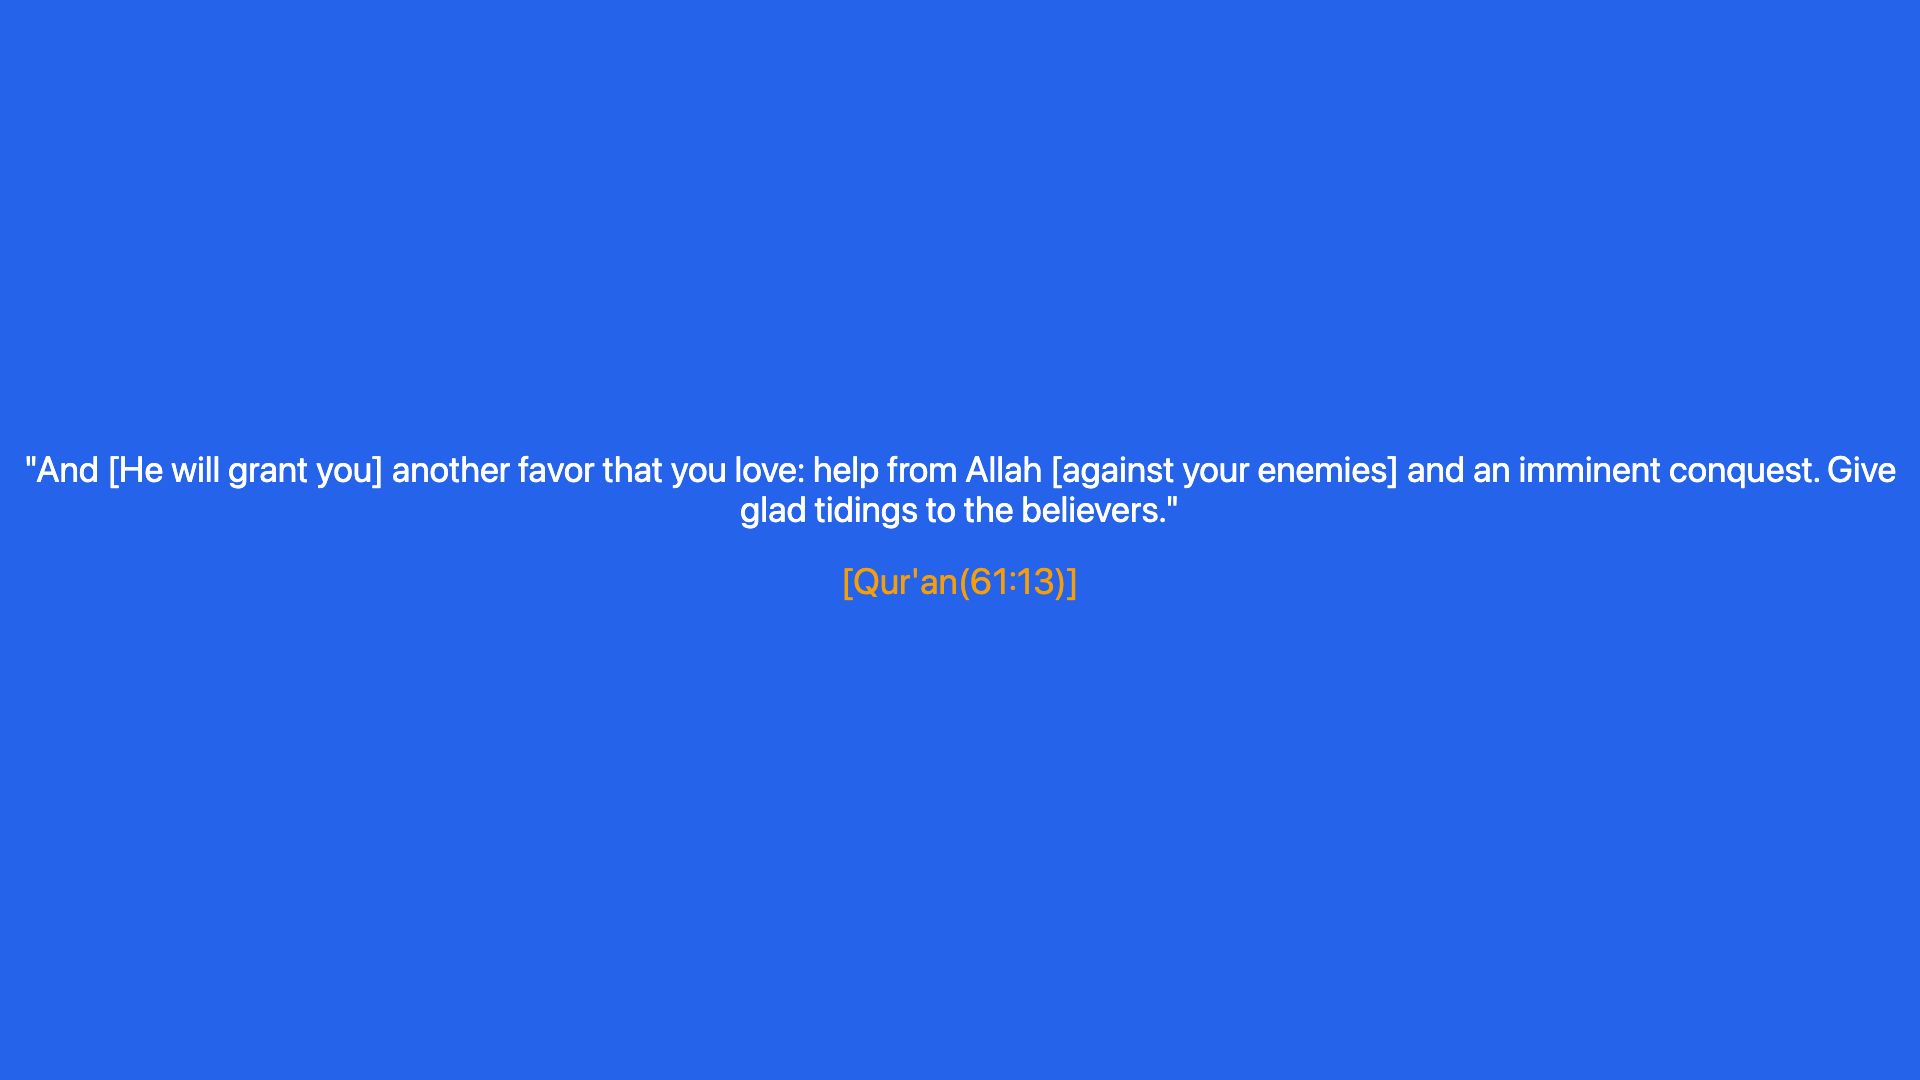 "And [He will grant you] another favor that you love: help from Allah [against your enemies] and an imminent conquest. Give
glad tidings to the believers."
[Qur'an(61:13)]